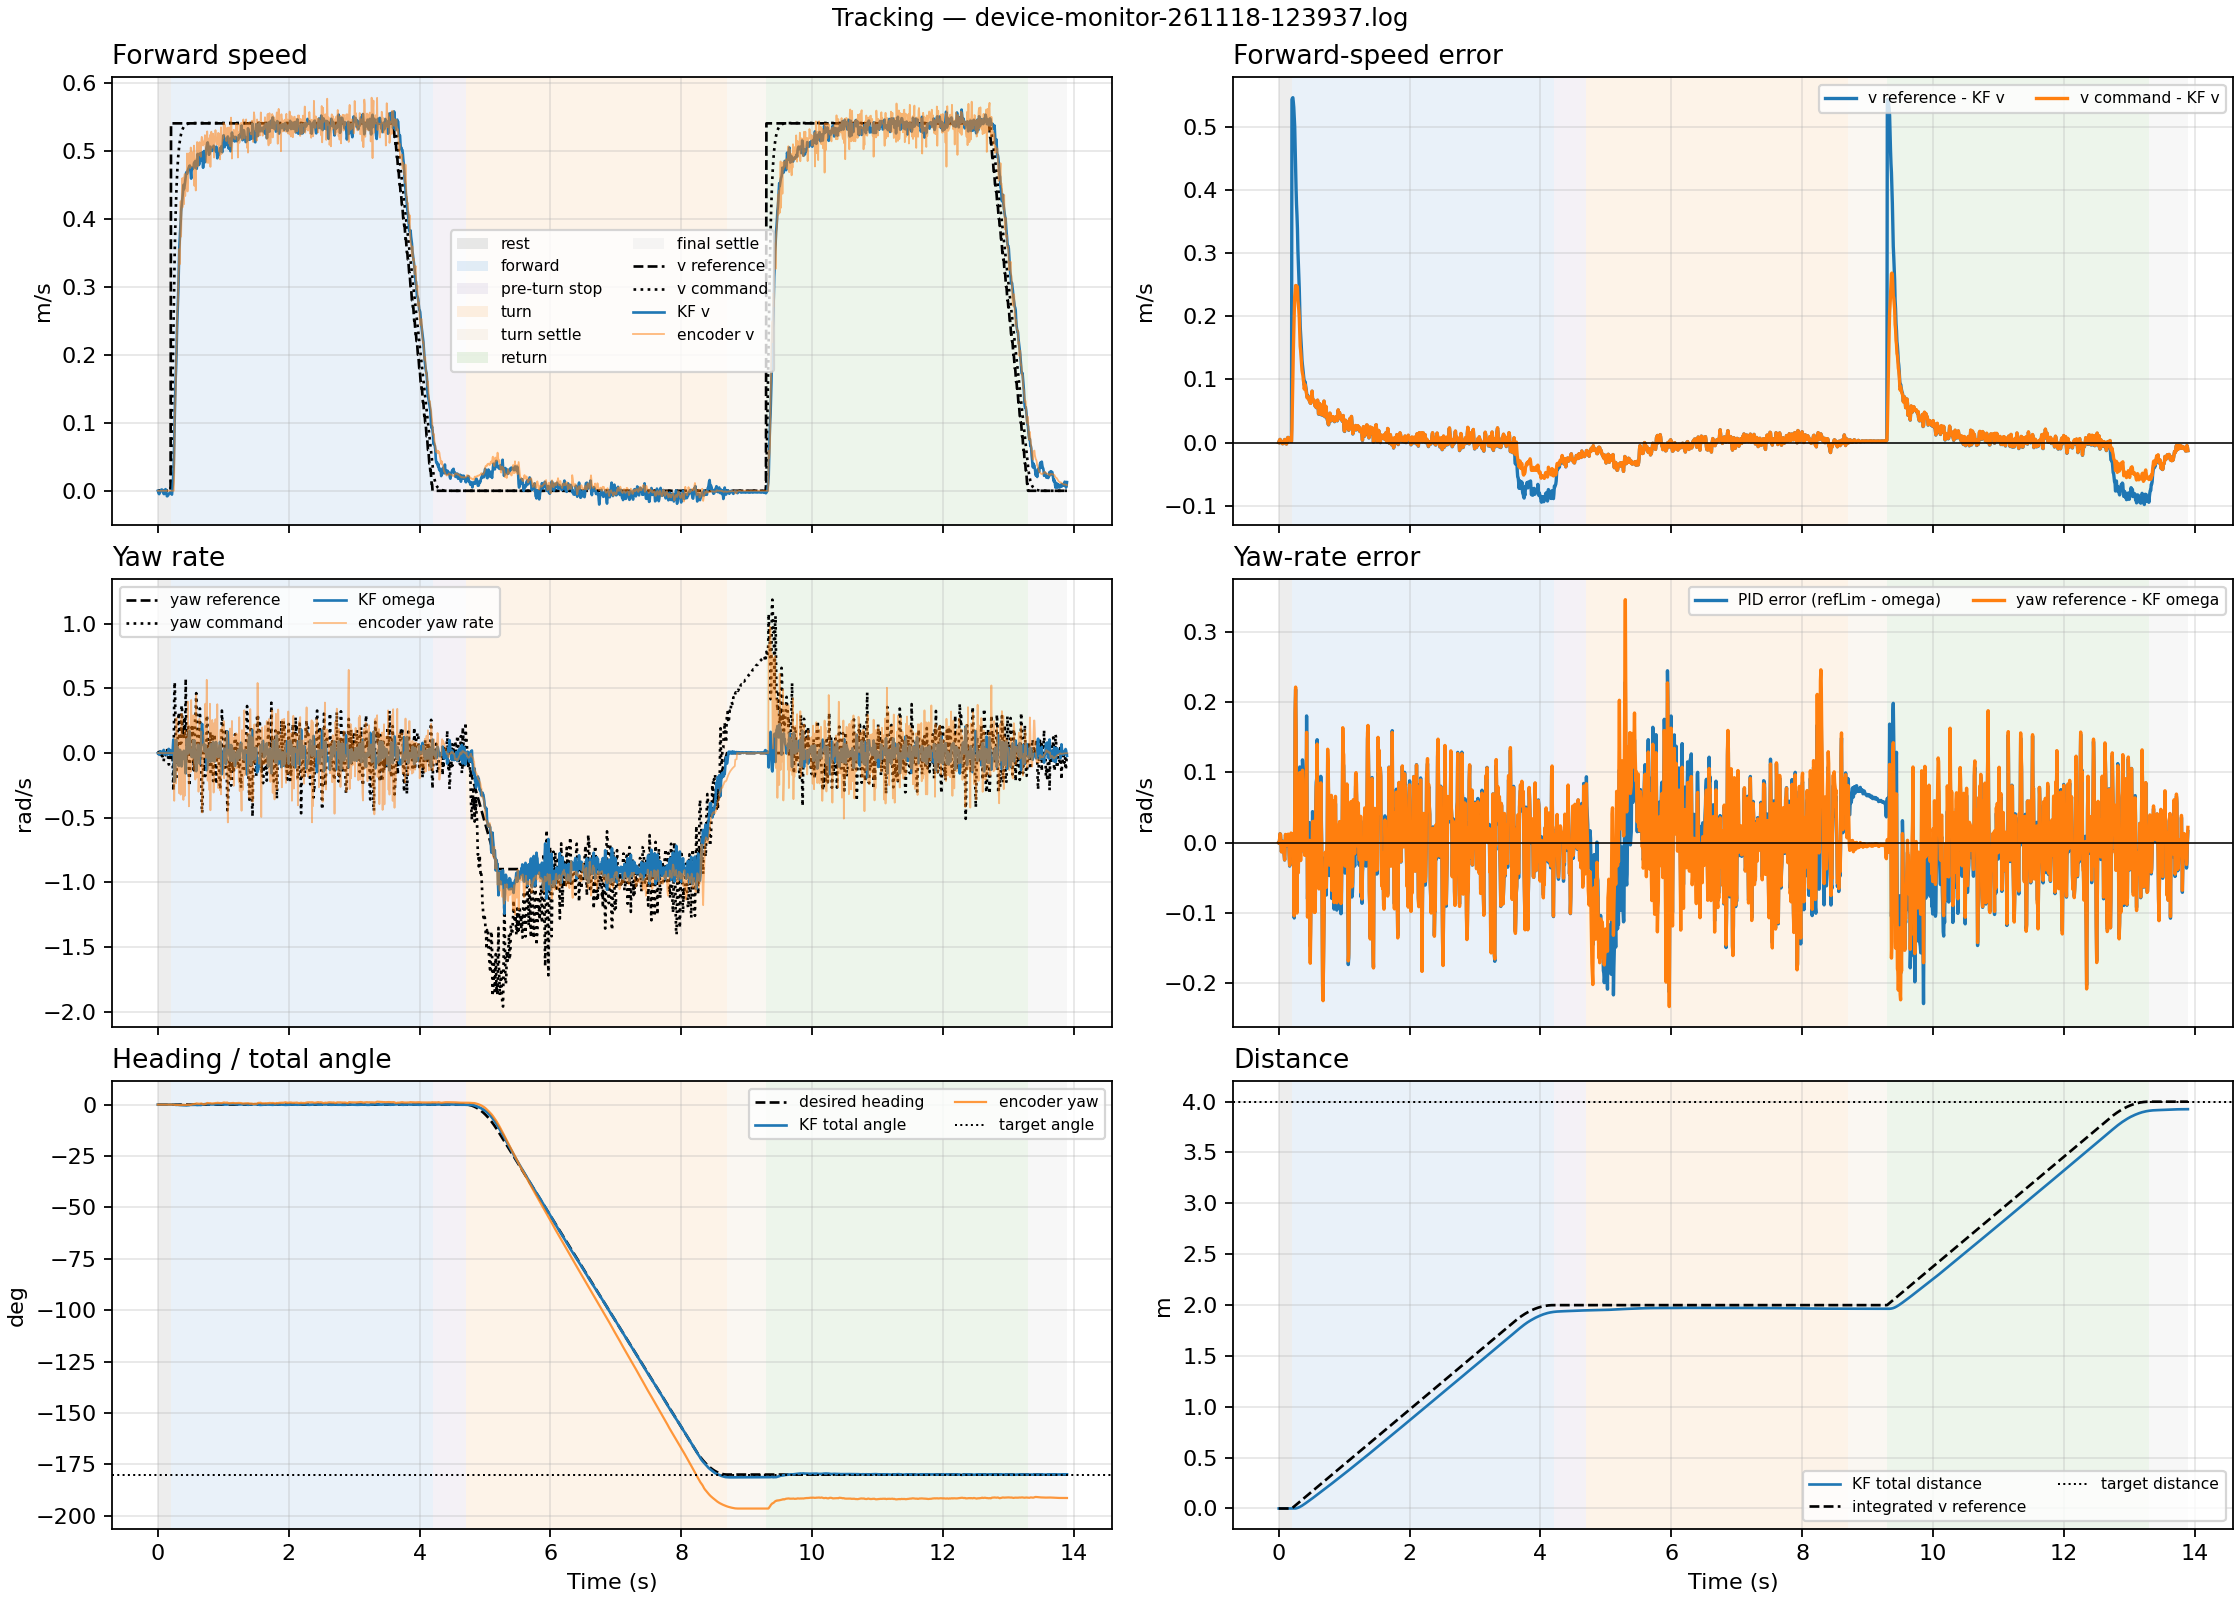 Tracking — device-monitor-261118-123937.log
Forward speed
0.6
0.5
0.4
0.3
0.2
0.1
0.0
m/s
rest
forward
pre-turn stop
turn
turn settle
return
final settle
v reference
v command
KF v
encoder v
Forward-speed error
0.5
0.4
0.3
0.2
0.1
0.0
−0.1
m/s
v reference - KF v
v command - KF v
Yaw rate
1.0
0.5
0.0
−0.5
−1.0
−1.5
−2.0
rad/s
yaw reference
yaw command
KF omega
encoder yaw rate
Yaw-rate error
0.3
0.2
0.1
0.0
−0.1
−0.2
rad/s
PID error (refLim - omega)
yaw reference - KF omega
Heading / total angle
0
−25
−50
−75
−100
−125
−150
−175
−200
deg
desired heading
KF total angle
encoder yaw
target angle
0 2 4 6 8 10 12 14
Time (s)
Distance
4.0
3.5
3.0
2.5
2.0
1.5
1.0
0.5
0.0
m
KF total distance
integrated v reference
target distance
0 2 4 6 8 10 12 14
Time (s)